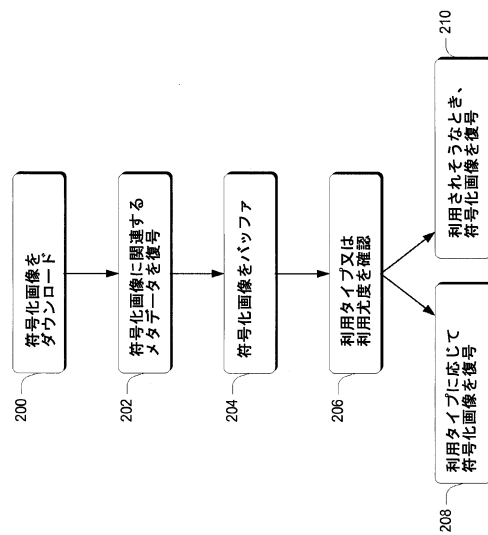 200
符号化画像を
ダウンロード
202
符号化画像に関連する
メタデータを復号
204
符号化画像をバッファ
206
利用タイプ又は
利用尤度を確認
208
利用タイプに応じて
符号化画像を復号
210
利用されそうなとき、
符号化画像を復号